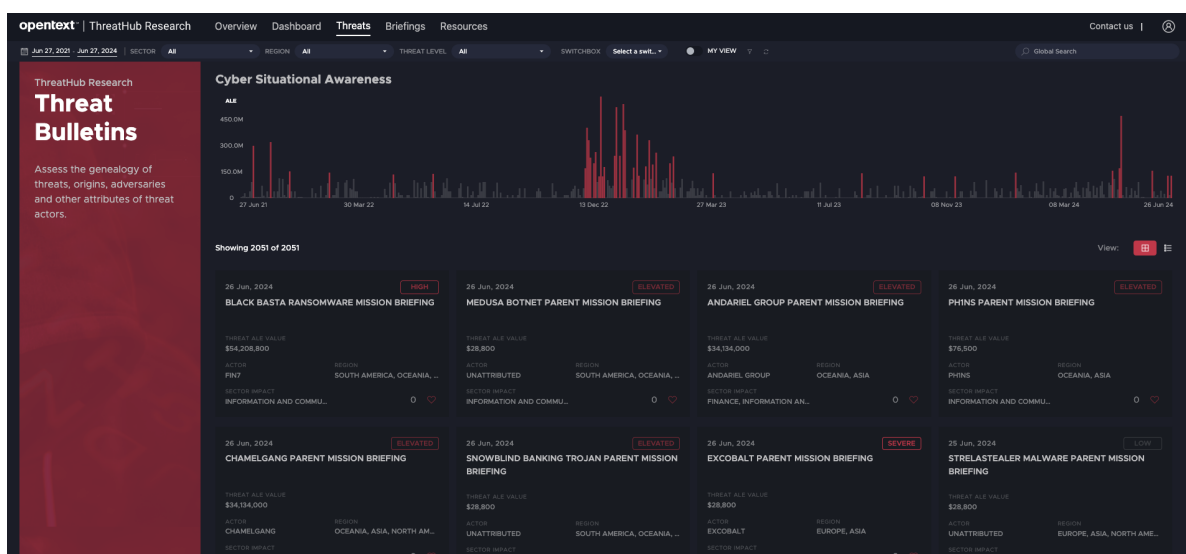 opentext™ | ThreatHub Research Overview Dashboard Threats Briefings Resources Contact us |
Jun 27, 2021 - Jun 27, 2024 | SECTOR All REGION All THREAT LEVEL All SWITCHBOX Select a swit... MY VIEW Global Search
ThreatHub Research
Threat
Bulletins
Assess the genealogy of
threats, origins, adversaries
and other attributes of threat
actors.
Cyber Situational Awareness
ALE
450.0M
300.0M
150.0M
0
27 Jun 21 30 Mar 22 14 Jul 22 13 Dec 22 27 Mar 23 11 Jul 23 08 Nov 23 08 Mar 24 26 Jun 24
Showing 2051 of 2051 View:
26 Jun, 2024 HIGH
BLACK BASTA RANSOMWARE MISSION BRIEFING
THREAT ALE VALUE
$54,208,800
ACTOR REGION
FIN7 SOUTH AMERICA, OCEANIA, ...
SECTOR IMPACT
INFORMATION AND COMMU... 0
26 Jun, 2024 ELEVATED
MEDUSA BOTNET PARENT MISSION BRIEFING
THREAT ALE VALUE
$28,800
ACTOR REGION
UNATTRIBUTED SOUTH AMERICA, OCEANIA, ...
SECTOR IMPACT
INFORMATION AND COMMU... 0
26 Jun, 2024 ELEVATED
ANDARIEL GROUP PARENT MISSION BRIEFING
THREAT ALE VALUE
$34,134,000
ACTOR REGION
ANDARIEL GROUP OCEANIA, ASIA
SECTOR IMPACT
FINANCE, INFORMATION AN... 0
26 Jun, 2024 ELEVATED
PH1NS PARENT MISSION BRIEFING
THREAT ALE VALUE
$76,500
ACTOR REGION
PH1NS OCEANIA, ASIA
SECTOR IMPACT
INFORMATION AND COMMU... 0
26 Jun, 2024 ELEVATED
CHAMELGANG PARENT MISSION BRIEFING
THREAT ALE VALUE
$34,134,000
ACTOR REGION
CHAMELGANG OCEANIA, ASIA, NORTH AM...
SECTOR IMPACT
26 Jun, 2024 ELEVATED
SNOWBLIND BANKING TROJAN PARENT MISSION
BRIEFING
THREAT ALE VALUE
$28,800
ACTOR REGION
UNATTRIBUTED SOUTH AMERICA, OCEANIA, ...
SECTOR IMPACT
26 Jun, 2024 SEVERE
EXCOBALT PARENT MISSION BRIEFING
THREAT ALE VALUE
$28,800
ACTOR REGION
EXCOBALT EUROPE, ASIA
SECTOR IMPACT
25 Jun, 2024 LOW
STRELASTEALER MALWARE PARENT MISSION
BRIEFING
THREAT ALE VALUE
$28,800
ACTOR REGION
UNATTRIBUTED EUROPE, ASIA, NORTH AME...
SECTOR IMPACT